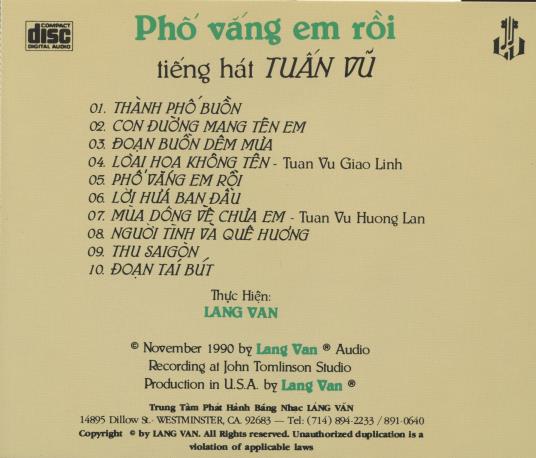 COMPACT
disc
DIGITAL AUDIO
Phố vắng em rồi
tiếng hát TUẤN VŨ
01. THÀNH PHỐ BUỒN
02. CON ĐUỜNG MANG TÊN EM
03. ĐOẠN BUỒN DÊM MƯA
04. LOÀI HOA KHÔNG TÊN - Tuan Vu Giao Linh
05. PHỐ VẮNG EM RỒI
06. LỜI HUÁ BAN ĐẦU
07. MÙA DÔNG VỀ CHƯA EM - Tuan Vu Huong Lan
08. NGUỜI TÌNH VÀ QUÊ HUƠNG
09. THU SAIGÒN
10. ĐOẠN TÁI BÚT
Thực Hiện:
LANG VAN
© November 1990 by Lang Van ® Audio
Recording at John Tomlinson Studio
Production in U.S.A. by Lang Van ®
Trung Tâm Phát Hành Băng Nhạc LÀNG VĂN
14895 Dillow St.- WESTMINSTER, CA. 92683 — Tel: (714) 894-2233 / 891-0640
Copyright © by LANG VAN. All Rights reserved. Unauthorized duplication is a
violation of applicable laws